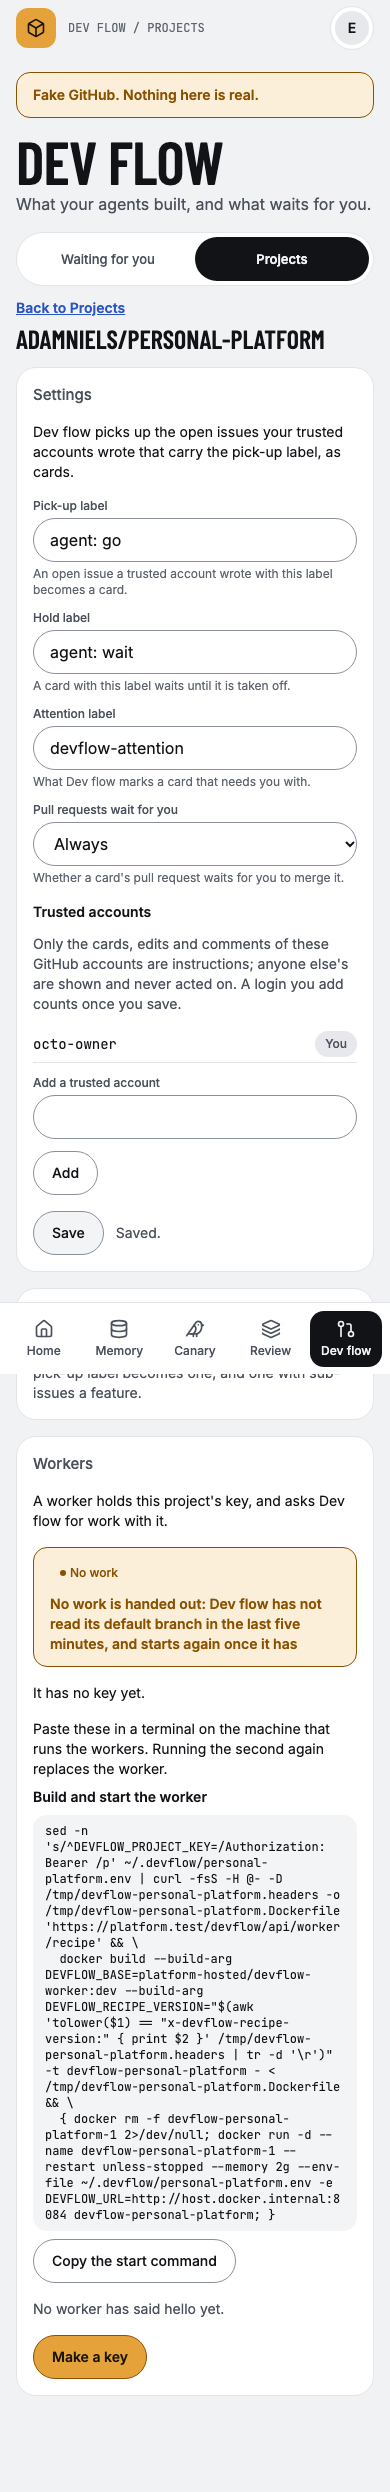 DEV FLOW / PROJECTS
E
Fake GitHub. Nothing here is real.
DEV FLOW
What your agents built, and what waits for you.
Waiting for you
Projects
Back to Projects
ADAMNIELS/PERSONAL-PLATFORM
Settings
Dev flow picks up the open issues your trusted
accounts wrote that carry the pick-up label, as
cards.
Pick-up label
agent: go
An open issue a trusted account wrote with this label
becomes a card.
Hold label
agent: wait
A card with this label waits until it is taken off.
Attention label
devflow-attention
What Dev flow marks a card that needs you with.
Pull requests wait for you
Always
Whether a card's pull request waits for you to merge it.
Trusted accounts
Only the cards, edits and comments of these
GitHub accounts are instructions; anyone else's
are shown and never acted on. A login you add
counts once you save.
octo-owner
You
Add a trusted account
Add
Save
Saved.
Home
Memory
Canary
Review
Dev flow
pick-up label becomes one, and one with sub-
issues a feature.
Workers
A worker holds this project's key, and asks Dev
flow for work with it.
No work
No work is handed out: Dev flow has not
read its default branch in the last five
minutes, and starts again once it has
It has no key yet.
Paste these in a terminal on the machine that
runs the workers. Running the second again
replaces the worker.
Build and start the worker
sed -n
's/^DEVFLOW_PROJECT_KEY=/Authorization:
Bearer /p' ~/.devflow/personal-
platform.env | curl -fsS -H @- -D
/tmp/devflow-personal-platform.headers -o
/tmp/devflow-personal-platform.Dockerfile
'https://platform.test/devflow/api/worker
/recipe' && \
docker build --build-arg
DEVFLOW_BASE=platform-hosted/devflow-
worker:dev --build-arg
DEVFLOW_RECIPE_VERSION="$(awk
'tolower($1) == "x-devflow-recipe-
version:" { print $2 }' /tmp/devflow-
personal-platform.headers | tr -d '\r')"
-t devflow-personal-platform - <
/tmp/devflow-personal-platform.Dockerfile
&& \
{ docker rm -f devflow-personal-
platform-1 2>/dev/null; docker run -d --
name devflow-personal-platform-1 --
restart unless-stopped --memory 2g --env-
file ~/.devflow/personal-platform.env -e
DEVFLOW_URL=http://host.docker.internal:8
084 devflow-personal-platform; }
Copy the start command
No worker has said hello yet.
Make a key